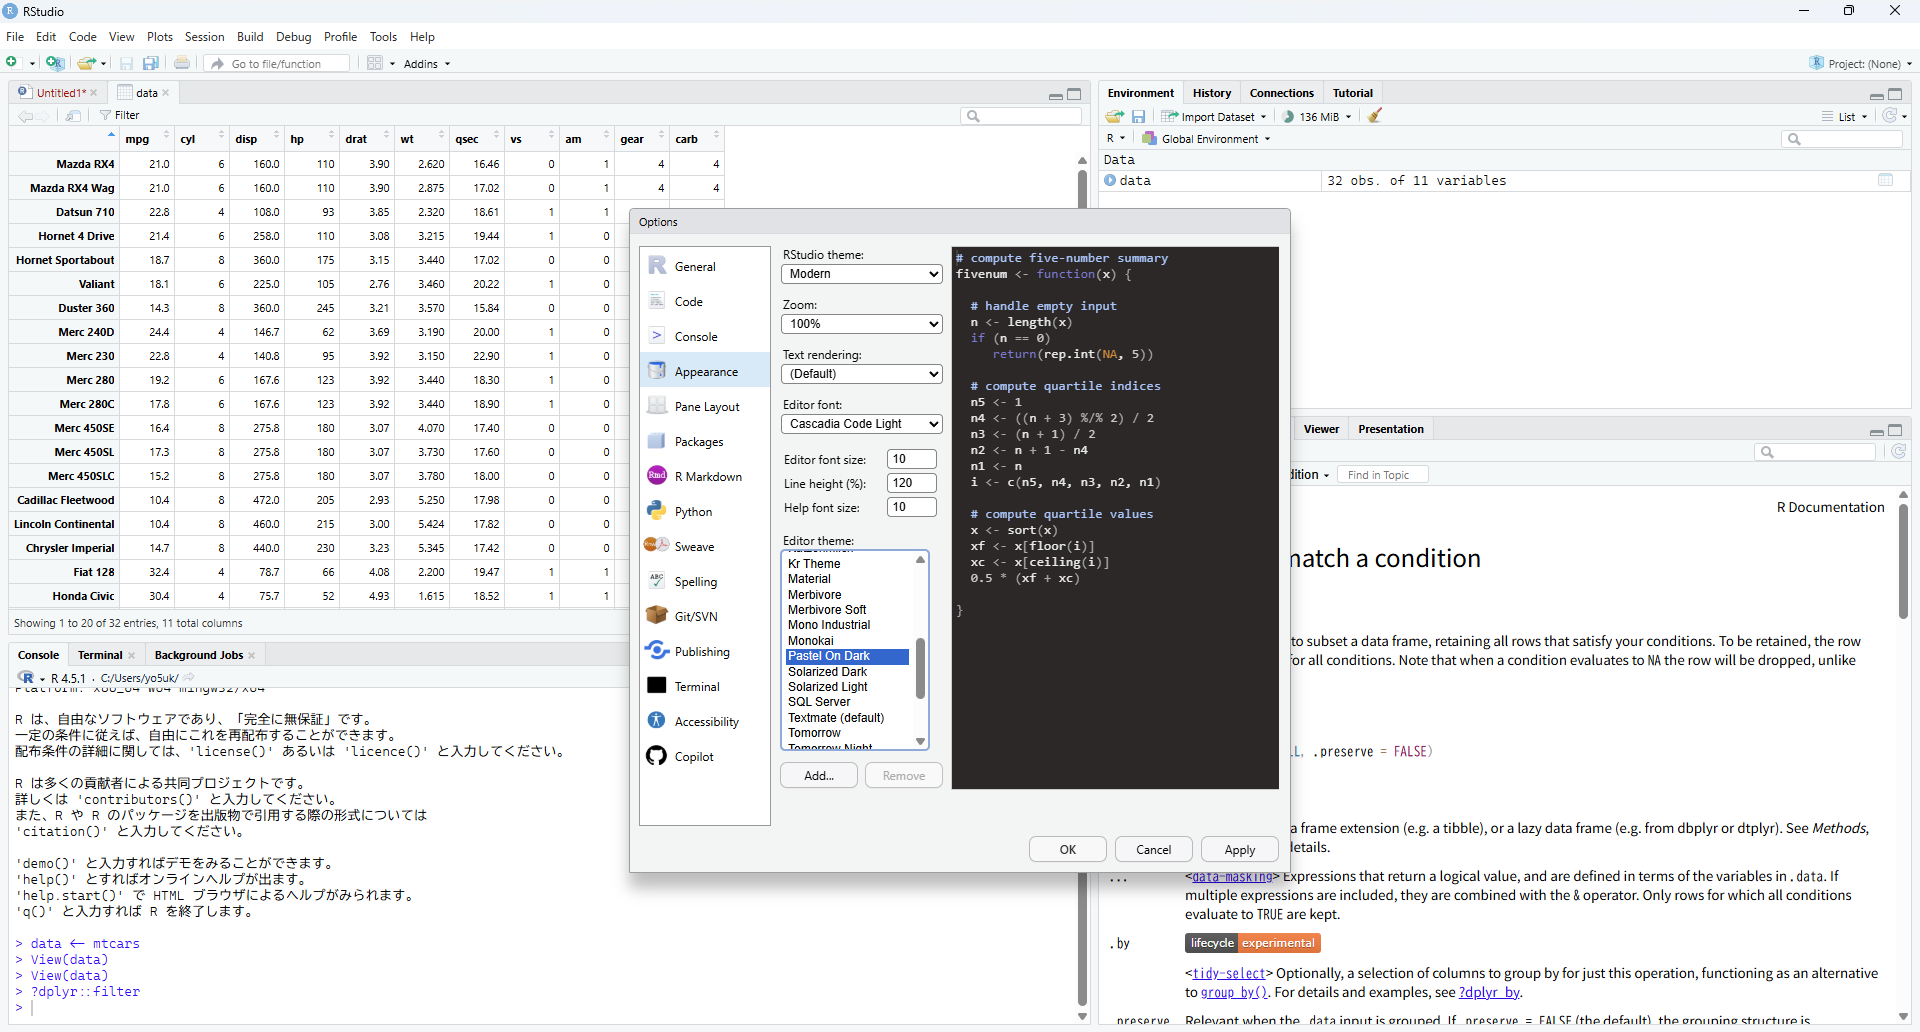 RStudio
File Edit Code View Plots Session Build Debug Profile Tools Help
Go to file/function Addins Project: (None)
Untitled1* data
Filter
mpg cyl disp hp drat wt qsec vs am gear carb
Mazda RX4 21.0 6 160.0 110 3.90 2.620 16.46 0 1 4 4
Mazda RX4 Wag 21.0 6 160.0 110 3.90 2.875 17.02 0 1 4 4
Datsun 710 22.8 4 108.0 93 3.85 2.320 18.61 1 1
Hornet 4 Drive 21.4 6 258.0 110 3.08 3.215 19.44 1 0
Hornet Sportabout 18.7 8 360.0 175 3.15 3.440 17.02 0 0
Valiant 18.1 6 225.0 105 2.76 3.460 20.22 1 0
Duster 360 14.3 8 360.0 245 3.21 3.570 15.84 0 0
Merc 240D 24.4 4 146.7 62 3.69 3.190 20.00 1 0
Merc 230 22.8 4 140.8 95 3.92 3.150 22.90 1 0
Merc 280 19.2 6 167.6 123 3.92 3.440 18.30 1 0
Merc 280C 17.8 6 167.6 123 3.92 3.440 18.90 1 0
Merc 450SE 16.4 8 275.8 180 3.07 4.070 17.40 0 0
Merc 450SL 17.3 8 275.8 180 3.07 3.730 17.60 0 0
Merc 450SLC 15.2 8 275.8 180 3.07 3.780 18.00 0 0
Cadillac Fleetwood 10.4 8 472.0 205 2.93 5.250 17.98 0 0
Lincoln Continental 10.4 8 460.0 215 3.00 5.424 17.82 0 0
Chrysler Imperial 14.7 8 440.0 230 3.23 5.345 17.42 0 0
Fiat 128 32.4 4 78.7 66 4.08 2.200 19.47 1 1
Honda Civic 30.4 4 75.7 52 4.93 1.615 18.52 1 1
Showing 1 to 20 of 32 entries, 11 total columns
Console Terminal Background Jobs
R 4.5.1 · C:/Users/yo5uk/
Platform: x86_64-w64-mingw32/x64
R は、自由なソフトウェアであり、「完全に無保証」です。
一定の条件に従えば、自由にこれを再配布することができます。
配布条件の詳細に関しては、'license()' あるいは 'licence()' と入力してください。
R は多くの貢献者による共同プロジェクトです。
詳しくは 'contributors()' と入力してください。
また、R や R のパッケージを出版物で引用する際の形式については
'citation()' と入力してください。
'demo()' と入力すればデモをみることができます。
'help()' とすればオンラインヘルプが出ます。
'help.start()' で HTML ブラウザによるヘルプがみられます。
'q()' と入力すれば R を終了します。
> data <- mtcars
> View(data)
> View(data)
> ?dplyr::filter
>
Options
General
Code
Console
Appearance
Pane Layout
Packages
R Markdown
Python
Sweave
Spelling
Git/SVN
Publishing
Terminal
Accessibility
Copilot
RStudio theme:
Modern
Zoom:
100%
Text rendering:
(Default)
Editor font:
Cascadia Code Light
Editor font size: 10
Line height (%): 120
Help font size: 10
Editor theme:
Kr Theme
Material
Merbivore
Merbivore Soft
Mono Industrial
Monokai
Pastel On Dark
Solarized Dark
Solarized Light
SQL Server
Textmate (default)
Tomorrow
Tomorrow Night
Add... Remove
# compute five-number summary
fivenum <- function(x) {
# handle empty input
n <- length(x)
if (n == 0)
return(rep.int(NA, 5))
# compute quartile indices
n5 <- 1
n4 <- ((n + 3) %/% 2) / 2
n3 <- (n + 1) / 2
n2 <- n + 1 - n4
n1 <- n
i <- c(n5, n4, n3, n2, n1)
# compute quartile values
x <- sort(x)
xf <- x[floor(i)]
xc <- x[ceiling(i)]
0.5 * (xf + xc)
}
OK Cancel Apply
Environment History Connections Tutorial
Import Dataset 136 MiB List
R Global Environment
Data
data 32 obs. of 11 variables
Viewer Presentation
dition Find in Topic
R Documentation
natch a condition
to subset a data frame, retaining all rows that satisfy your conditions. To be retained, the row
for all conditions. Note that when a condition evaluates to NA the row will be dropped, unlike
LL, .preserve = FALSE)
a frame extension (e.g. a tibble), or a lazy data frame (e.g. from dbplyr or dtplyr). See Methods,
details.
... <data-masking> Expressions that return a logical value, and are defined in terms of the variables in .data. If
multiple expressions are included, they are combined with the & operator. Only rows for which all conditions
evaluate to TRUE are kept.
.by lifecycle experimental
<tidy-select> Optionally, a selection of columns to group by for just this operation, functioning as an alternative
to group_by(). For details and examples, see ?dplyr_by.
.preserve Relevant when the .data input is grouped. If .preserve = FALSE (the default), the grouping structure is